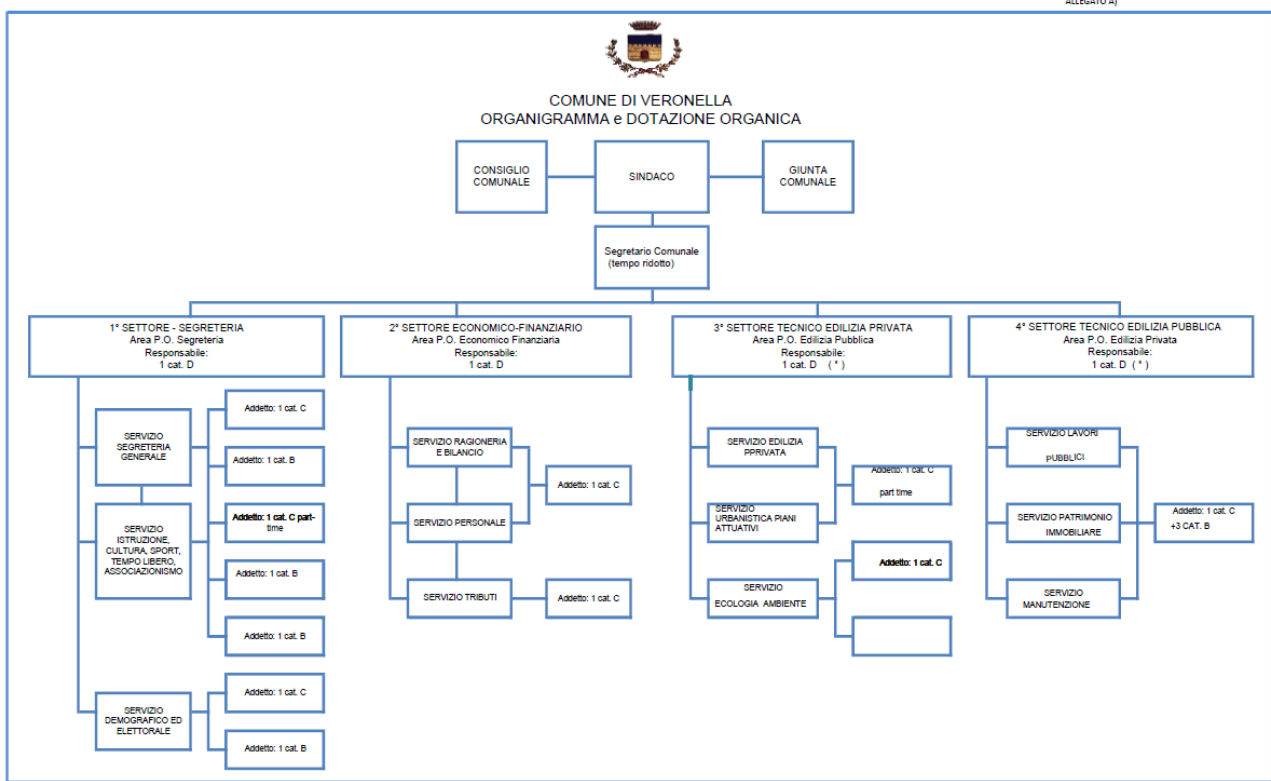 ALLEGATO A)
COMUNE DI VERONELLA
ORGANIGRAMMA e DOTAZIONE ORGANICA
CONSIGLIO
COMUNALE
SINDACO
GIUNTA
COMUNALE
Segretario Comunale
(tempo ridotto)
1° SETTORE - SEGRETERIA
Area P.O. Segreteria
Responsabile:
1 cat. D
2° SETTORE ECONOMICO-FINANZIARIO
Area P.O. Economico Finanziaria
Responsabile:
1 cat. D
3° SETTORE TECNICO EDILIZIA PRIVATA
Area P.O. Edilizia Pubblica
Responsabile:
1 cat. D ( * )
4° SETTORE TECNICO EDILIZIA PUBBLICA
Area P.O. Edilizia Privata
Responsabile:
1 cat. D ( * )
SERVIZIO
SEGRETERIA
GENERALE
Addetto: 1 cat. C
Addetto: 1 cat. B
SERVIZIO
ISTRUZIONE,
CULTURA, SPORT,
TEMPO LIBERO,
ASSOCIAZIONISMO
Addetto: 1 cat. C part-
time
Addetto: 1 cat. B
Addetto: 1 cat. B
SERVIZIO
DEMOGRAFICO ED
ELETTORALE
Addetto: 1 cat. C
Addetto: 1 cat. B
SERVIZIO RAGIONERIA
E BILANCIO
SERVIZIO PERSONALE
Addetto: 1 cat. C
SERVIZIO TRIBUTI
Addetto: 1 cat. C
SERVIZIO EDILIZIA
PPRIVATA
SERVIZIO
URBANISTICA PIANI
ATTUATIVI
Addetto: 1 cat. C
part time
SERVIZIO
ECOLOGIA AMBIENTE
Addetto: 1 cat. C
SERVIZIO LAVORI
PUBBLICI
SERVIZIO PATRIMONIO
IMMOBILIARE
SERVIZIO
MANUTENZIONE
Addetto: 1 cat. C
+3 CAT. B